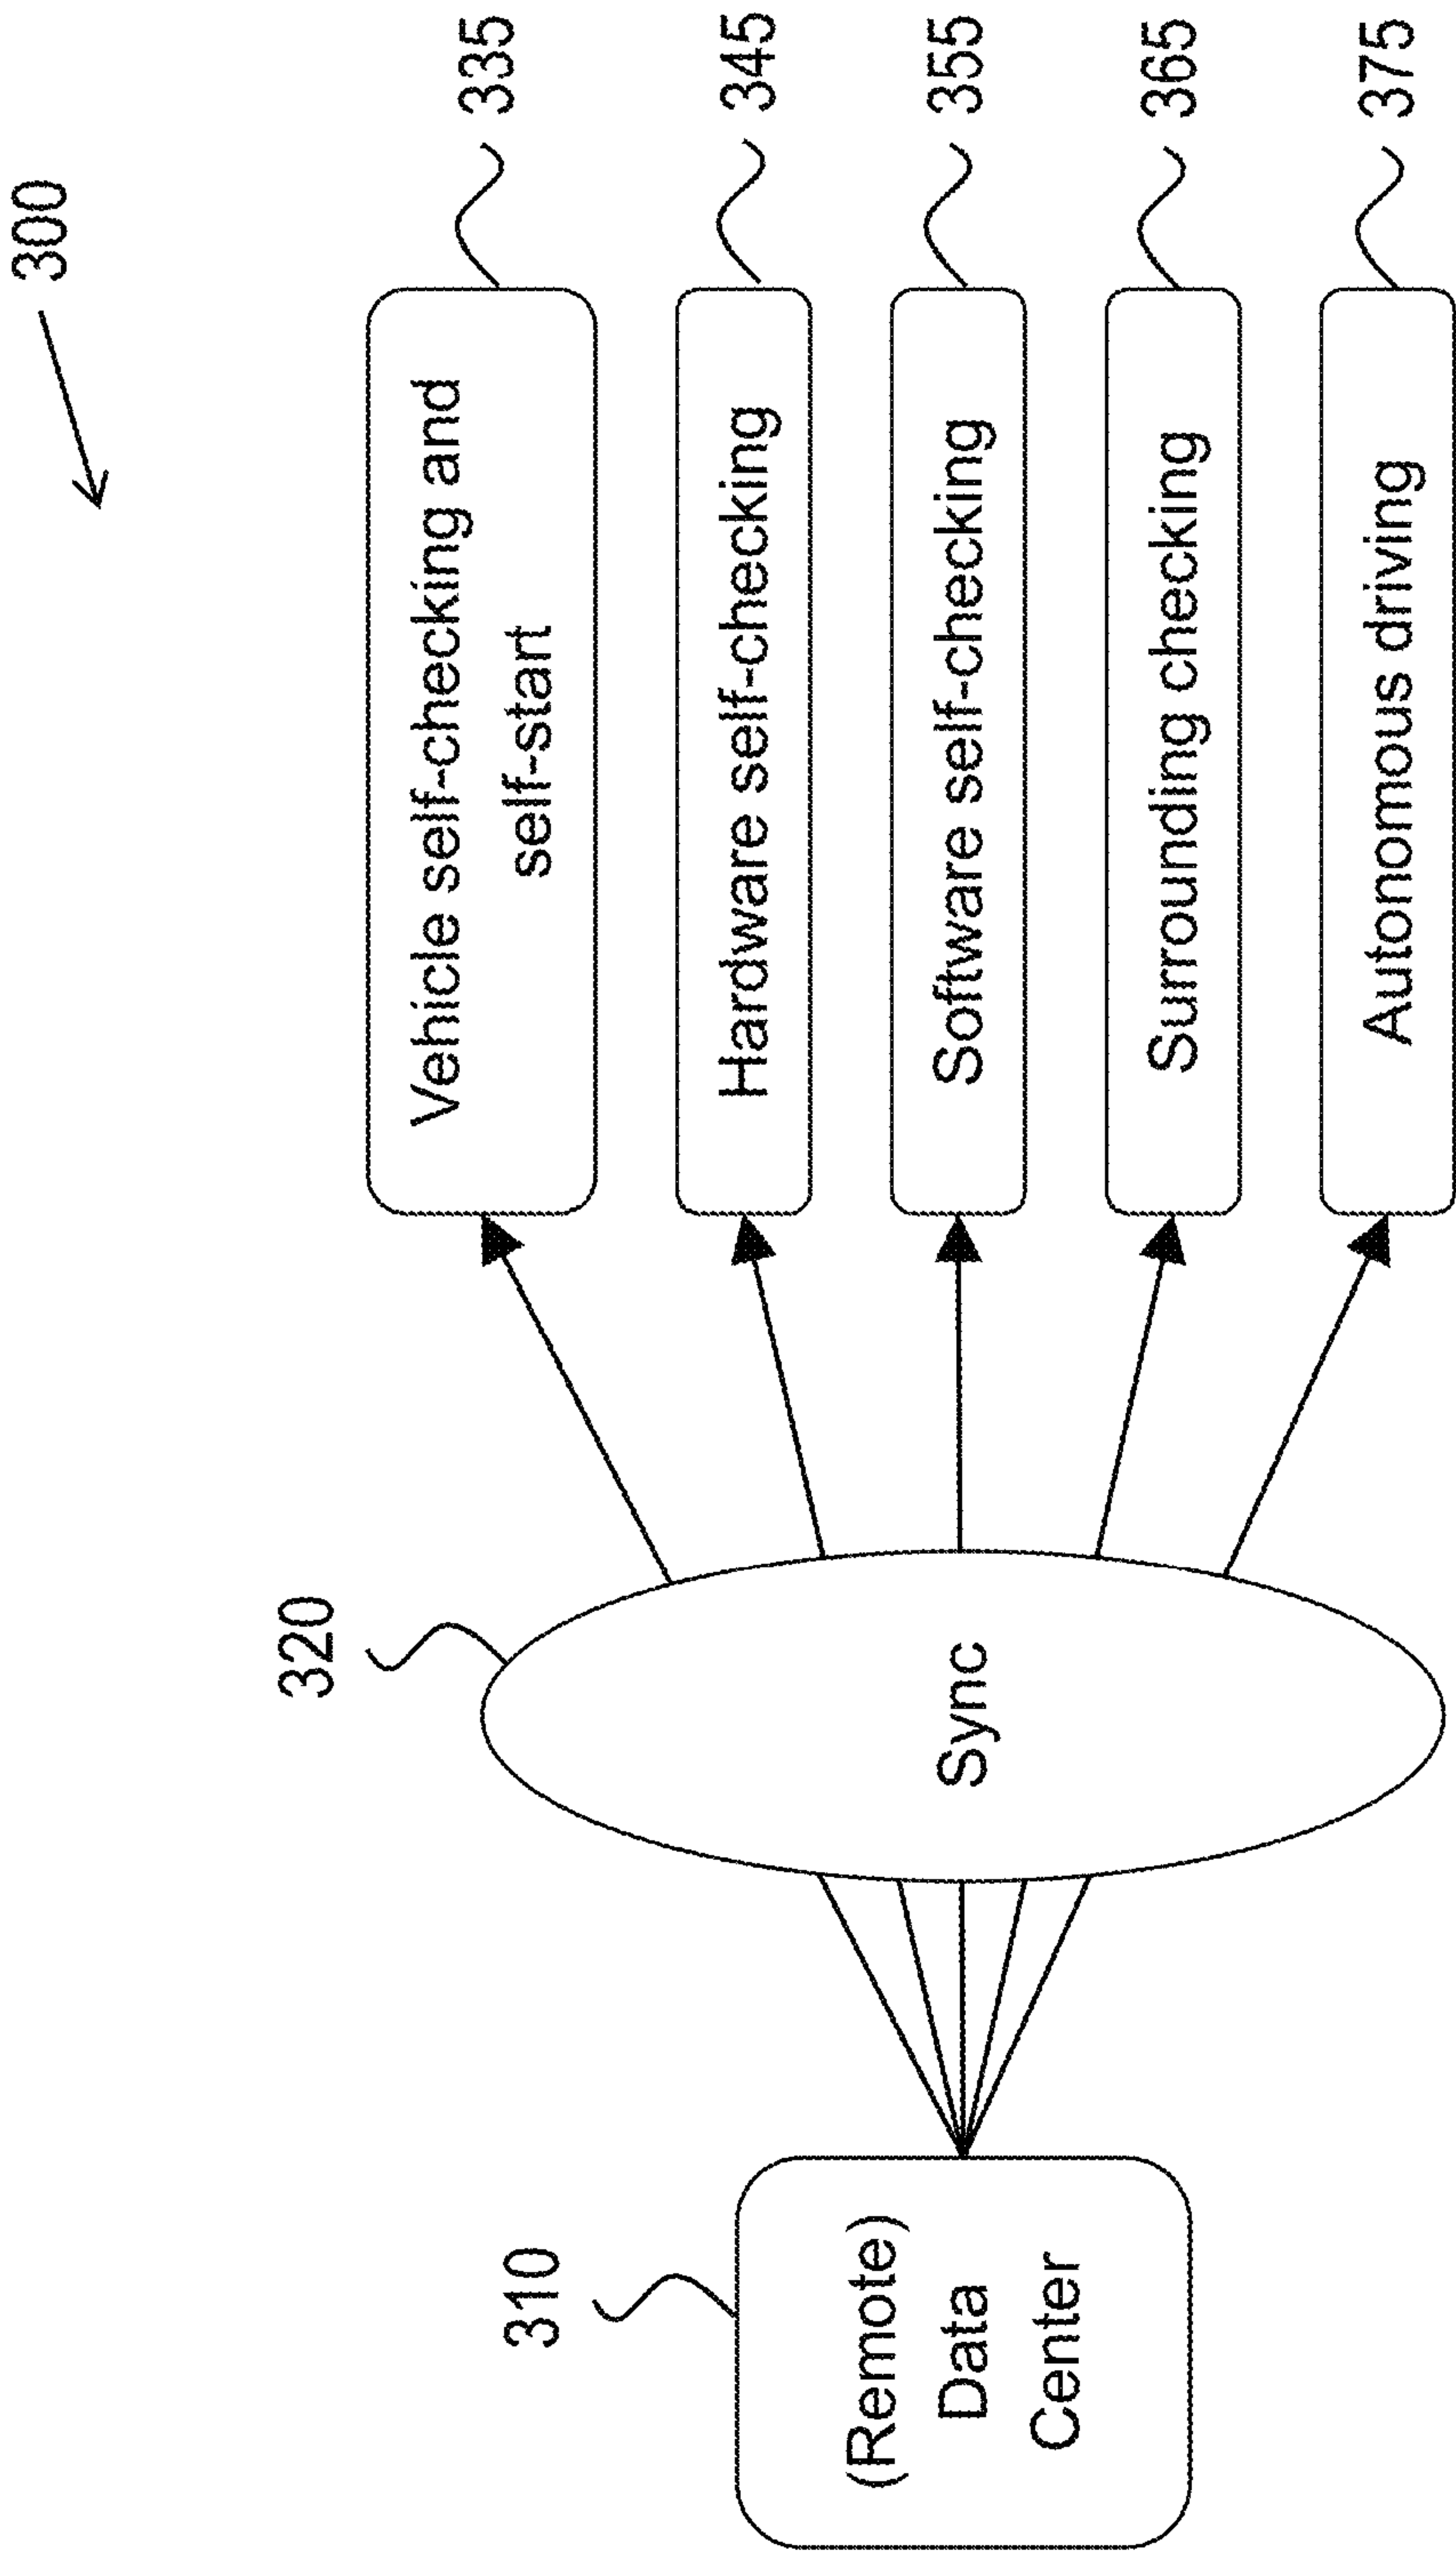 300
310
(Remote)
Data
Center
320
Sync
Vehicle self-checking and
self-start
335
Hardware self-checking
345
Software self-checking
355
Surrounding checking
365
Autonomous driving
375